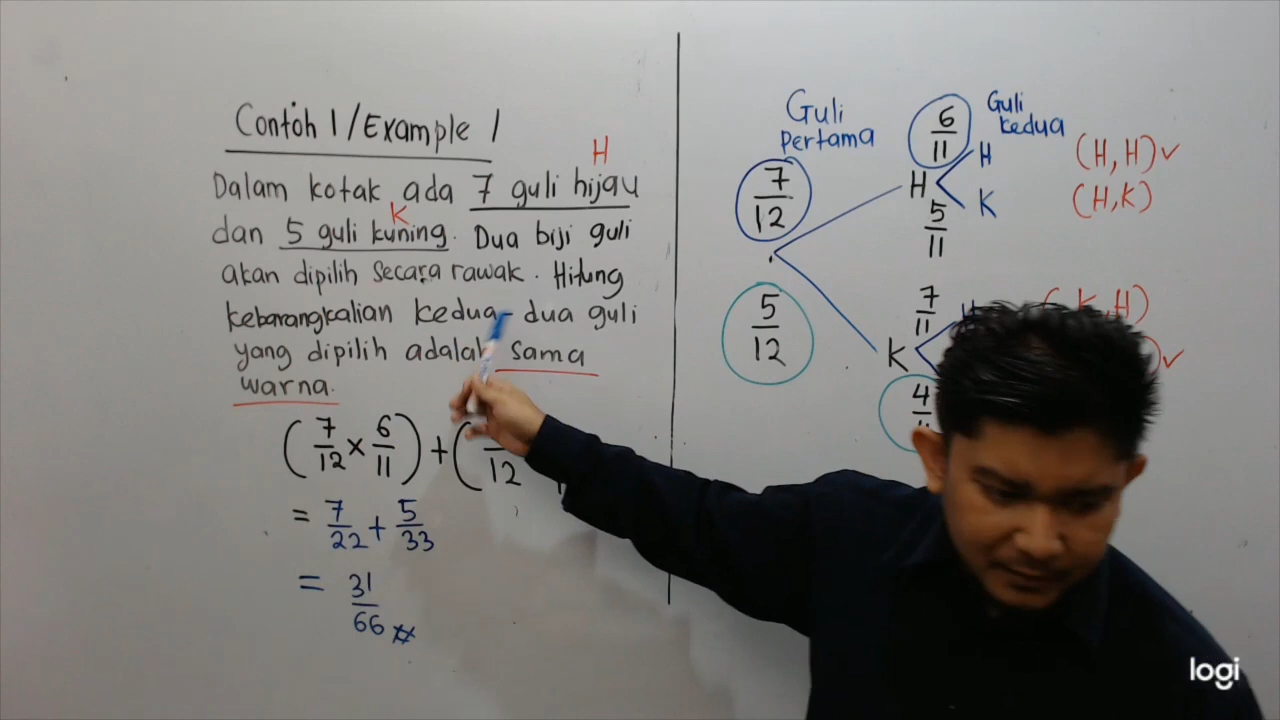 Contoh 1/Example 1
H
Dalam kotak ada 7 guli hijau
K
dan 5 guli kuning. Dua biji guli
akan dipilih secara rawak. Hitung
kebarangkalian kedua-dua guli
yang dipilih adalah sama
warna.
(7/12 × 6/11) + (  /12
= 7/22 + 5/33
= 31/66
Guli
pertama
Guli
kedua
7/12
5/12
6/11
H
H
K
5/11
7/11
K
4/11
(H, H) ✓
(H, K)
(K, H)
✓
logi